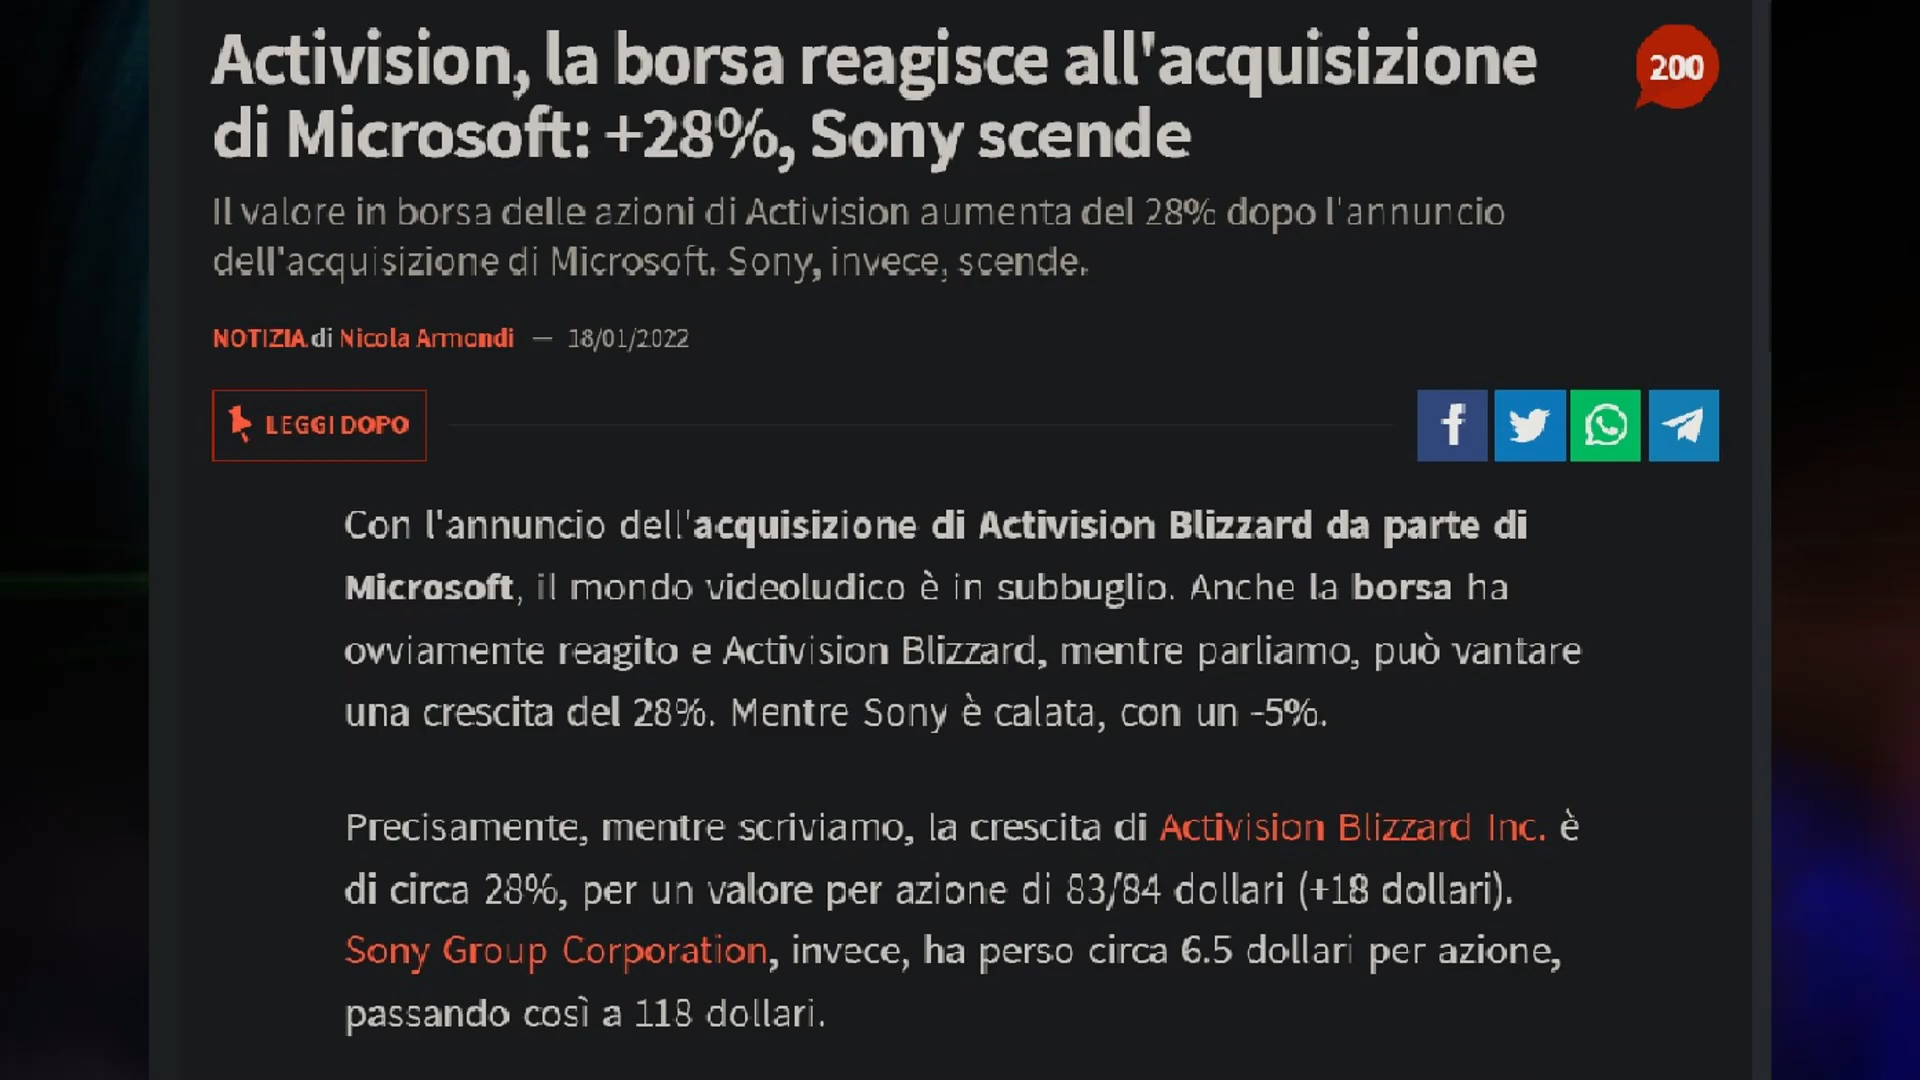 Activision, la borsa reagisce all'acquisizione
di Microsoft: +28%, Sony scende
200
Il valore in borsa delle azioni di Activision aumenta del 28% dopo l'annuncio
dell'acquisizione di Microsoft. Sony, invece, scende.
NOTIZIA di Nicola Armondi — 18/01/2022
LEGGI DOPO
Con l'annuncio dell'acquisizione di Activision Blizzard da parte di
Microsoft, il mondo videoludico è in subbuglio. Anche la borsa ha
ovviamente reagito e Activision Blizzard, mentre parliamo, può vantare
una crescita del 28%. Mentre Sony è calata, con un -5%.
Precisamente, mentre scriviamo, la crescita di Activision Blizzard Inc. è
di circa 28%, per un valore per azione di 83/84 dollari (+18 dollari).
Sony Group Corporation, invece, ha perso circa 6.5 dollari per azione,
passando così a 118 dollari.